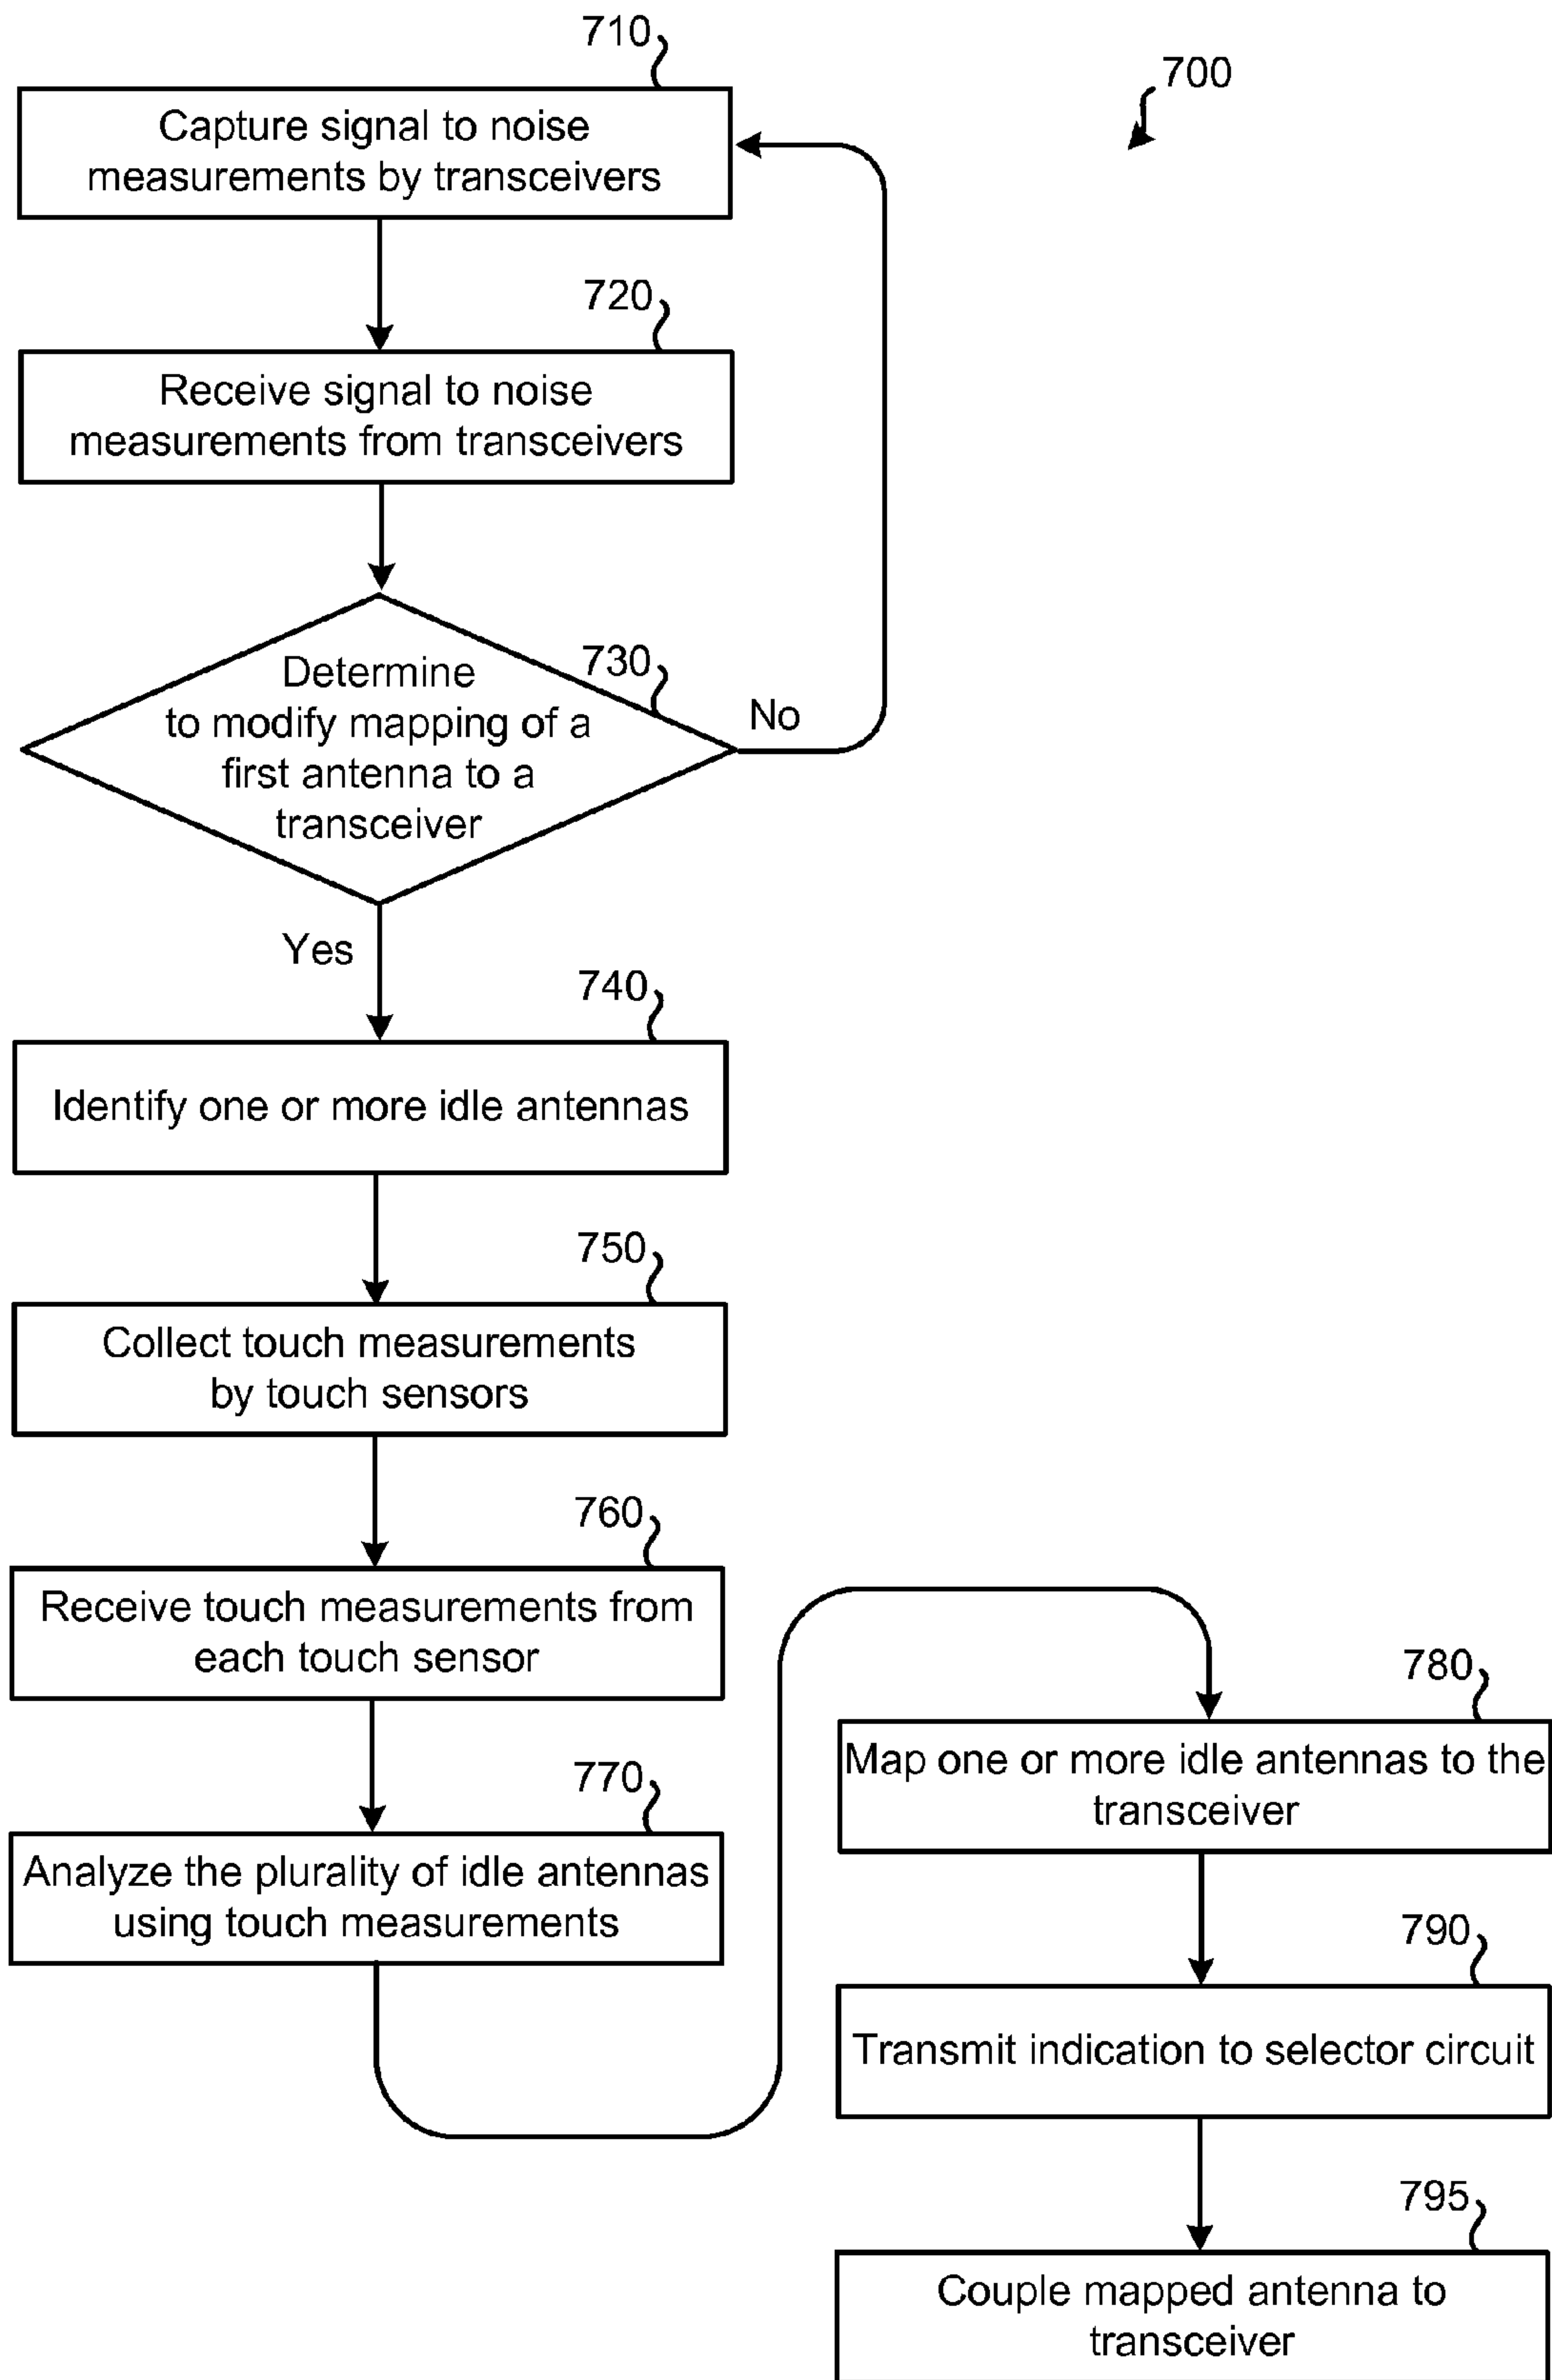 710
700
Capture signal to noise
measurements by transceivers
720
Receive signal to noise
measurements from transceivers
730
Determine
to modify mapping of a
first antenna to a
transceiver
No
Yes
740
Identify one or more idle antennas
750
Collect touch measurements
by touch sensors
760
Receive touch measurements from
each touch sensor
770
Analyze the plurality of idle antennas
using touch measurements
780
Map one or more idle antennas to the
transceiver
790
Transmit indication to selector circuit
795
Couple mapped antenna to
transceiver